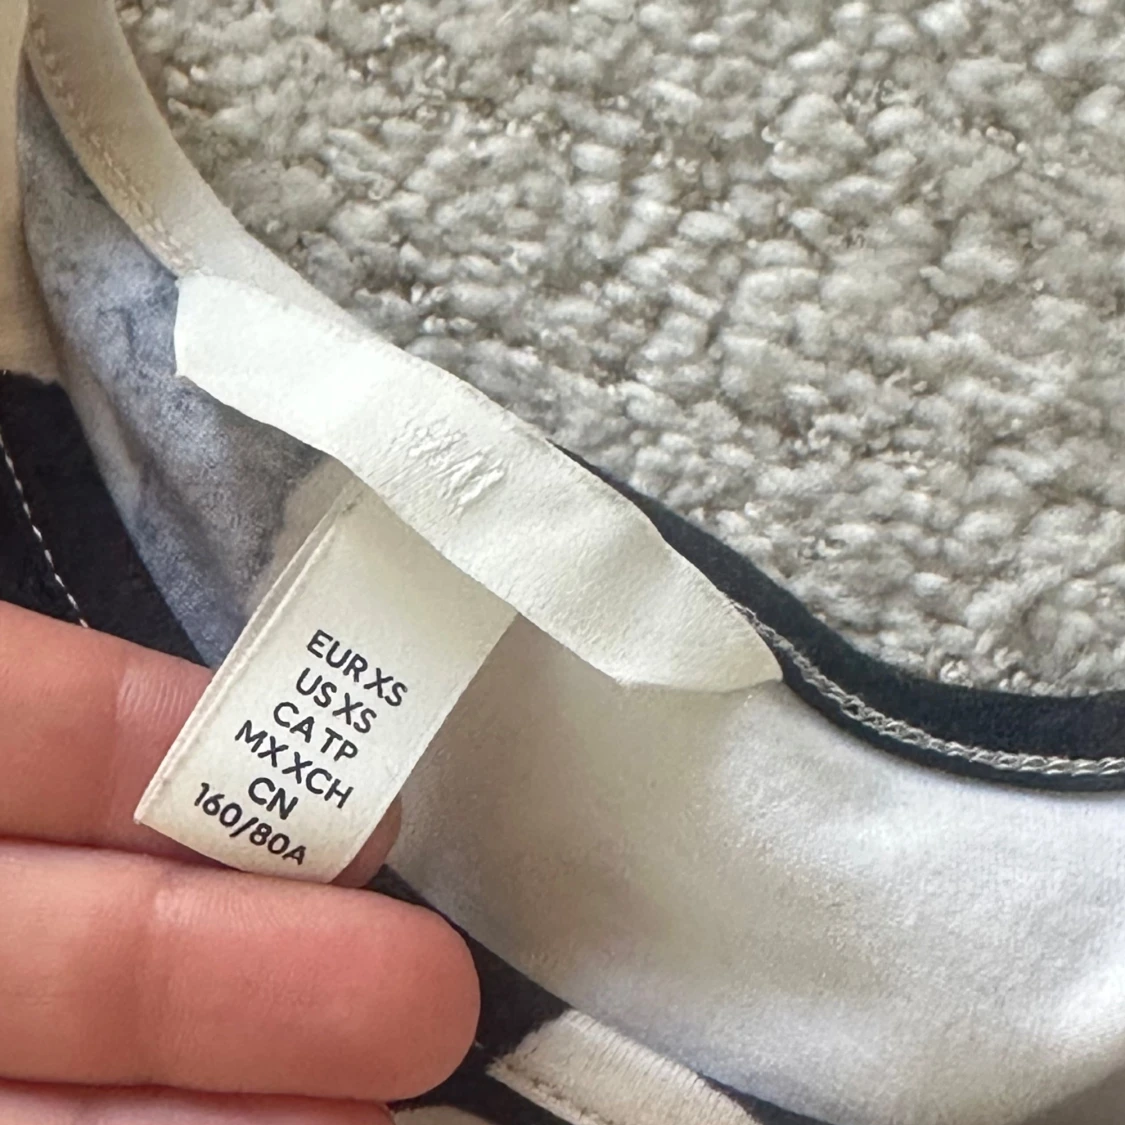 H&M
EUR XS
US XS
CA TP
MX XCH
CN
160/80A